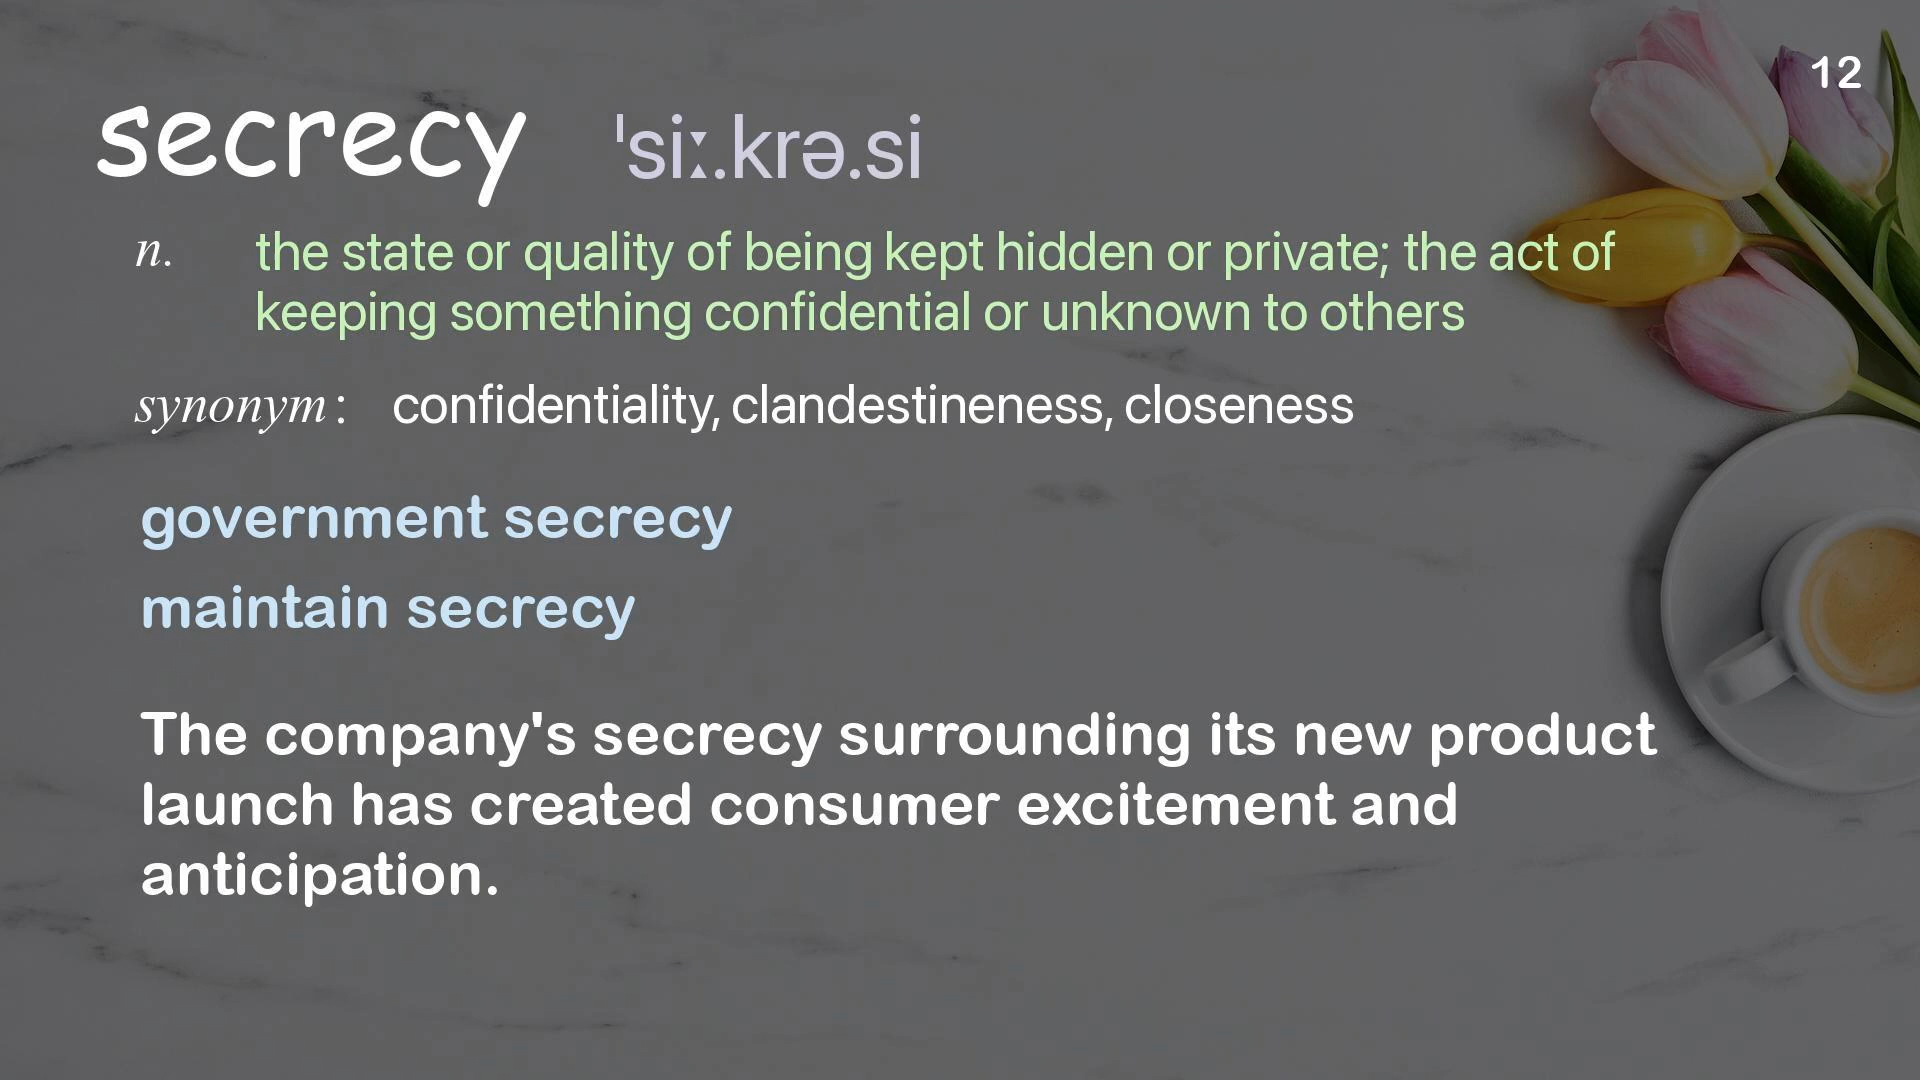 12
secrecy ˈsiː.krə.si
n. the state or quality of being kept hidden or private; the act of
keeping something confidential or unknown to others
synonym: confidentiality, clandestineness, closeness
government secrecy
maintain secrecy
The company's secrecy surrounding its new product
launch has created consumer excitement and
anticipation.